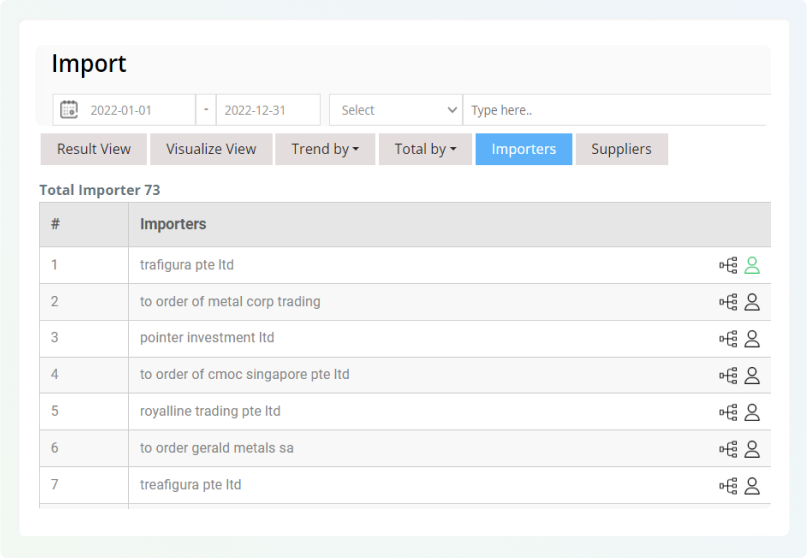 Import
2022-01-01 - 2022-12-31 Select Type here..
Result View Visualize View Trend by Total by Importers Suppliers
Total Importer 73
# Importers
1 trafigura pte ltd
2 to order of metal corp trading
3 pointer investment ltd
4 to order of cmoc singapore pte ltd
5 royalline trading pte ltd
6 to order gerald metals sa
7 treafigura pte ltd